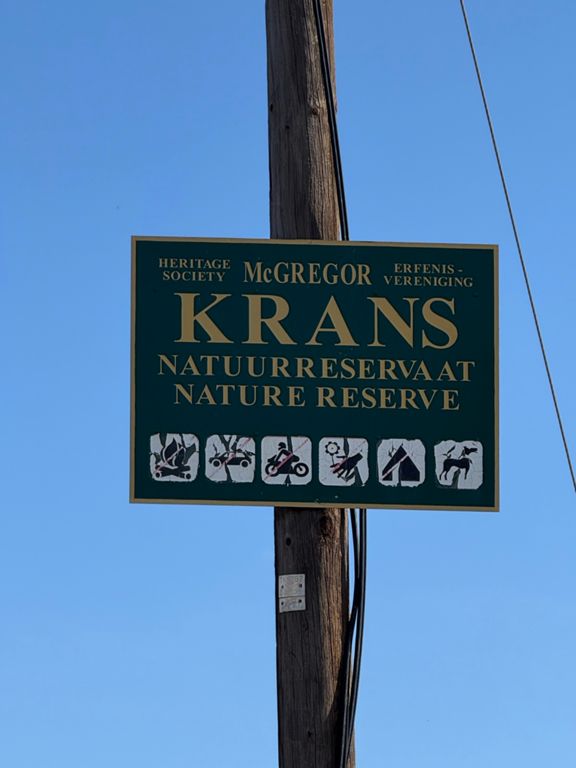 HERITAGE SOCIETY
McGREGOR
ERFENIS-VERENIGING
KRANS
NATUURRESERVAAT
NATURE RESERVE